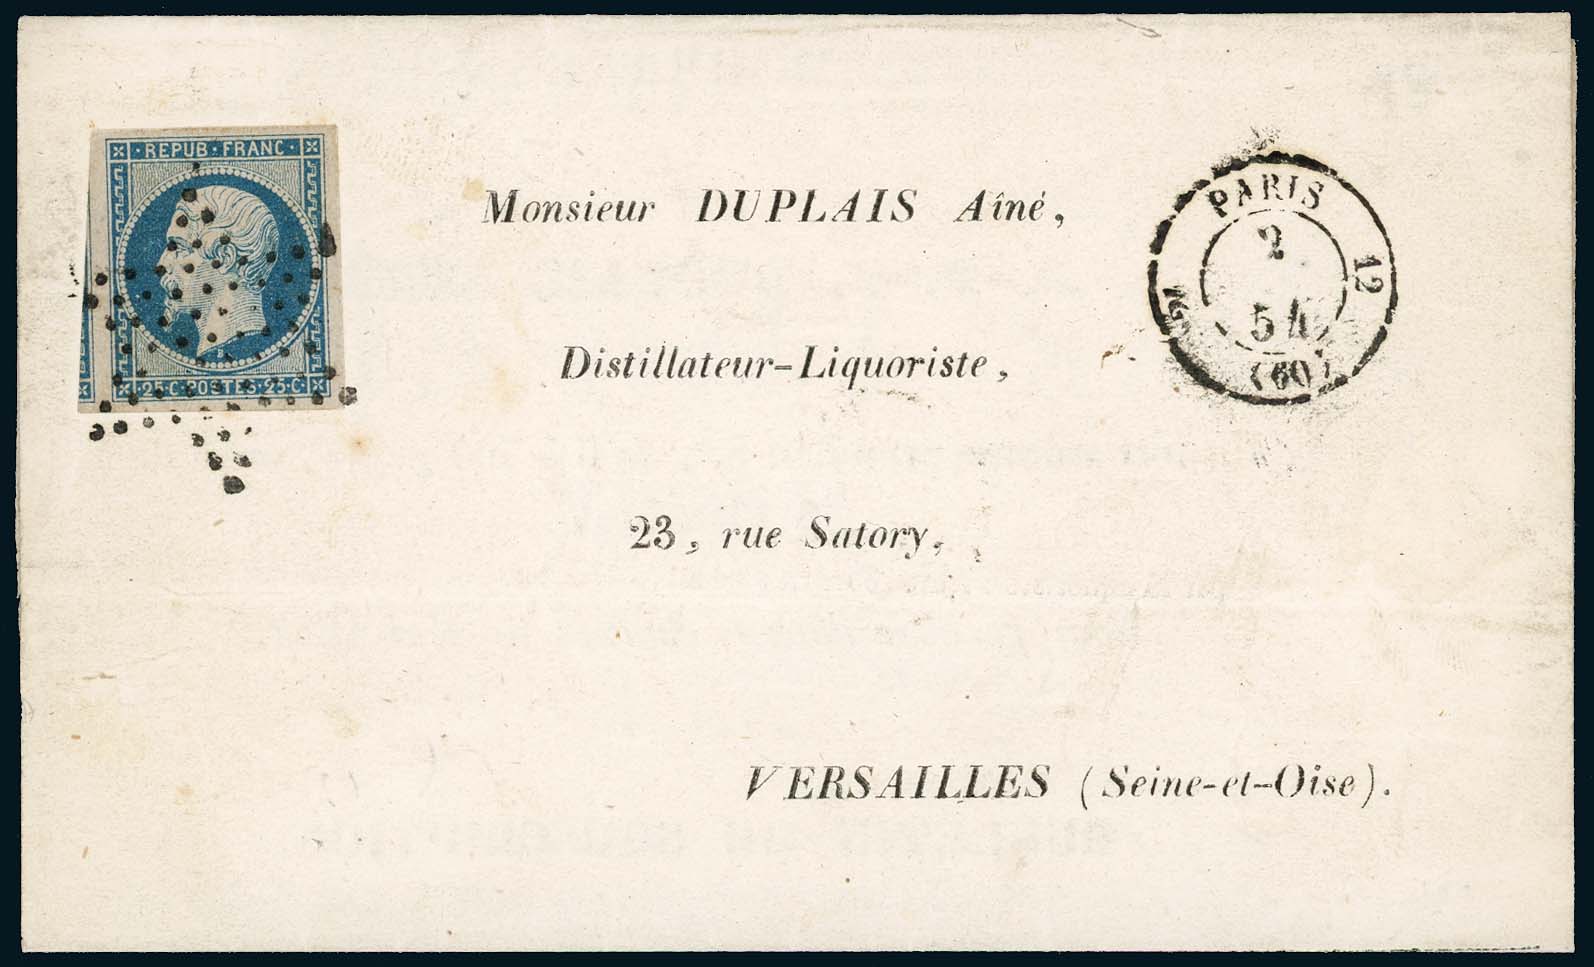 · REPUB · FRANC ·
B
25 · C · POSTES · 25 · C ·
Monsieur DUPLAIS Aîné,
Distillateur-Liquoriste,
23, rue Satory,
VERSAILLES (Seine-et-Oise).
PARIS
2
12
54
(60)